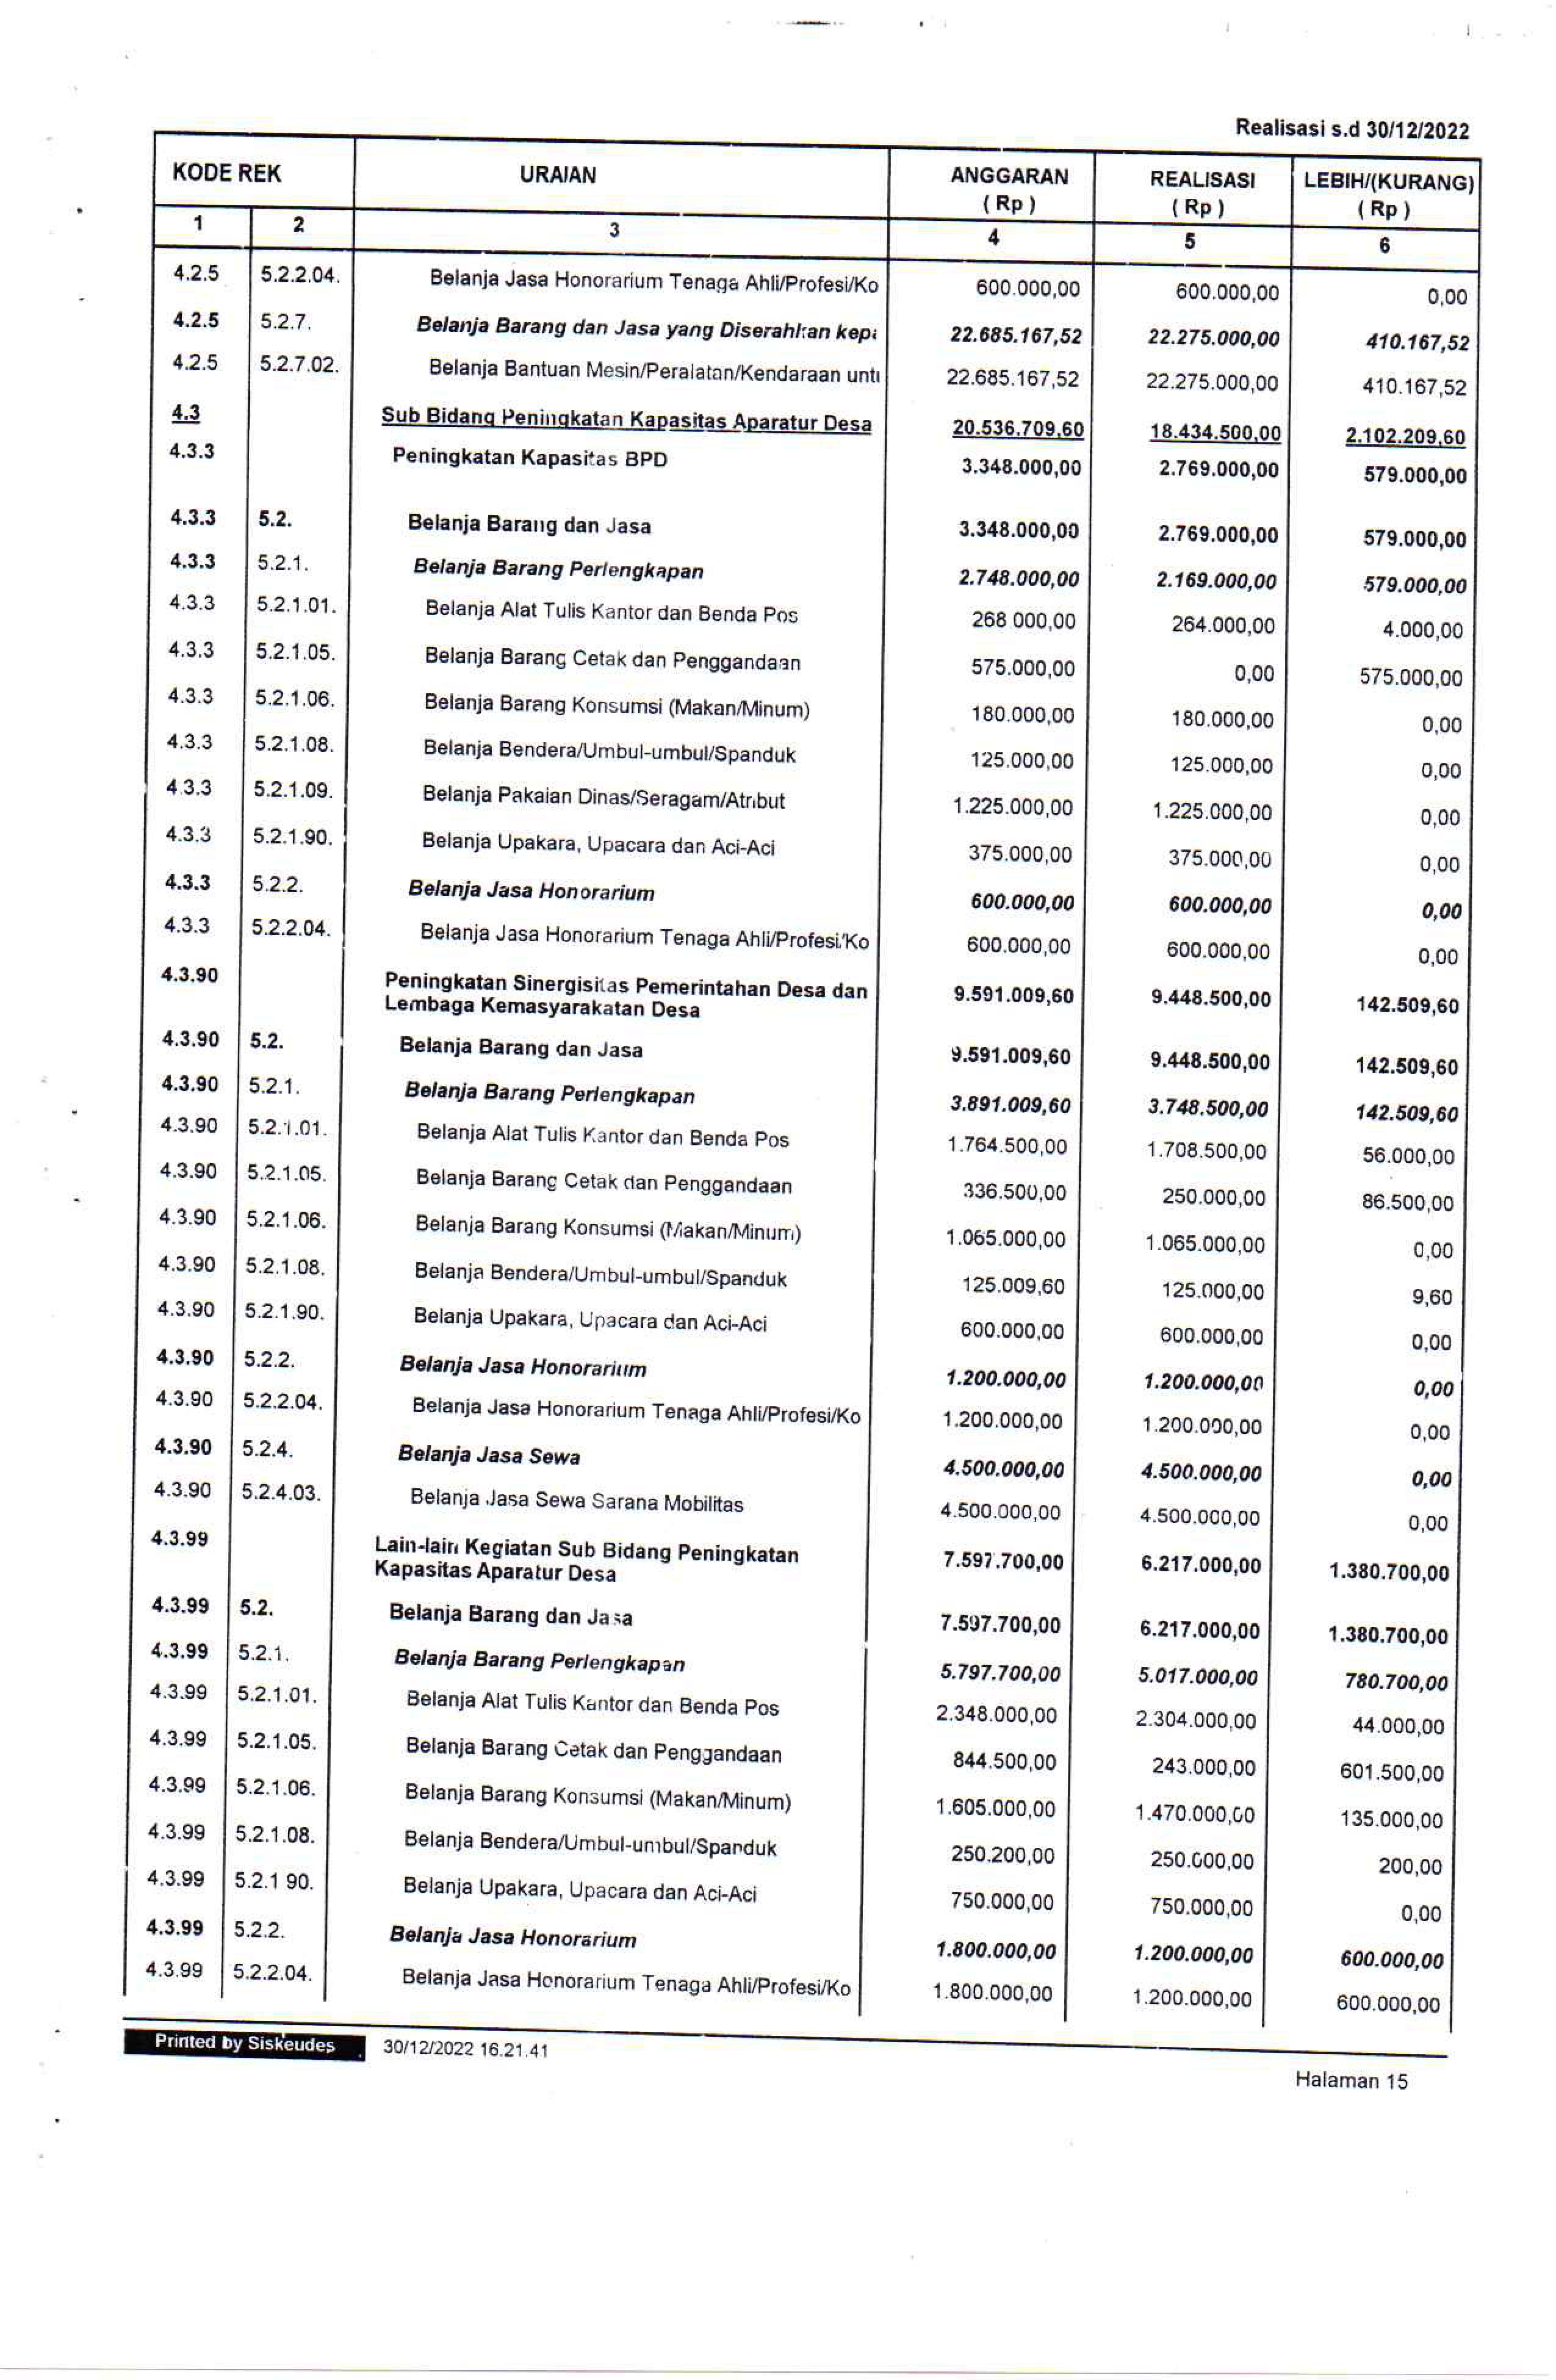 Realisasi s.d 30/12/2022
KODE REK URAIAN ANGGARAN REALISASI LEBIH/(KURANG)
( Rp ) ( Rp ) ( Rp )
1 2 3 4 5 6
4.2.5 5.2.2.04. Belanja Jasa Honorarium Tenaga Ahli/Profesi/Ko 600.000,00 600.000,00 0,00
4.2.5 5.2.7. Belanja Barang dan Jasa yang Diserahkan kepa 22.685.167,52 22.275.000,00 410.167,52
4.2.5 5.2.7.02. Belanja Bantuan Mesin/Peralatan/Kendaraan untu 22.685.167,52 22.275.000,00 410.167,52
4.3 Sub Bidang Peningkatan Kapasitas Aparatur Desa 20.536.709,60 18.434.500,00 2.102.209,60
4.3.3 Peningkatan Kapasitas BPD 3.348.000,00 2.769.000,00 579.000,00
4.3.3 5.2. Belanja Barang dan Jasa 3.348.000,00 2.769.000,00 579.000,00
4.3.3 5.2.1. Belanja Barang Perlengkapan 2.748.000,00 2.169.000,00 579.000,00
4.3.3 5.2.1.01. Belanja Alat Tulis Kantor dan Benda Pos 268.000,00 264.000,00 4.000,00
4.3.3 5.2.1.05. Belanja Barang Cetak dan Penggandaan 575.000,00 0,00 575.000,00
4.3.3 5.2.1.06. Belanja Barang Konsumsi (Makan/Minum) 180.000,00 180.000,00 0,00
4.3.3 5.2.1.08. Belanja Bendera/Umbul-umbul/Spanduk 125.000,00 125.000,00 0,00
4.3.3 5.2.1.09. Belanja Pakaian Dinas/Seragam/Atribut 1.225.000,00 1.225.000,00 0,00
4.3.3 5.2.1.90. Belanja Upakara, Upacara dan Aci-Aci 375.000,00 375.000,00 0,00
4.3.3 5.2.2. Belanja Jasa Honorarium 600.000,00 600.000,00 0,00
4.3.3 5.2.2.04. Belanja Jasa Honorarium Tenaga Ahli/Profesi/Ko 600.000,00 600.000,00 0,00
4.3.90 Peningkatan Sinergisitas Pemerintahan Desa dan 9.591.009,60 9.448.500,00 142.509,60
Lembaga Kemasyarakatan Desa
4.3.90 5.2. Belanja Barang dan Jasa 9.591.009,60 9.448.500,00 142.509,60
4.3.90 5.2.1. Belanja Barang Perlengkapan 3.891.009,60 3.748.500,00 142.509,60
4.3.90 5.2.1.01. Belanja Alat Tulis Kantor dan Benda Pos 1.764.500,00 1.708.500,00 56.000,00
4.3.90 5.2.1.05. Belanja Barang Cetak dan Penggandaan 336.500,00 250.000,00 86.500,00
4.3.90 5.2.1.06. Belanja Barang Konsumsi (Makan/Minum) 1.065.000,00 1.065.000,00 0,00
4.3.90 5.2.1.08. Belanja Bendera/Umbul-umbul/Spanduk 125.009,60 125.000,00 9,60
4.3.90 5.2.1.90. Belanja Upakara, Upacara dan Aci-Aci 600.000,00 600.000,00 0,00
4.3.90 5.2.2. Belanja Jasa Honorarium 1.200.000,00 1.200.000,00 0,00
4.3.90 5.2.2.04. Belanja Jasa Honorarium Tenaga Ahli/Profesi/Ko 1.200.000,00 1.200.000,00 0,00
4.3.90 5.2.4. Belanja Jasa Sewa 4.500.000,00 4.500.000,00 0,00
4.3.90 5.2.4.03. Belanja Jasa Sewa Sarana Mobilitas 4.500.000,00 4.500.000,00 0,00
4.3.99 Lain-lain Kegiatan Sub Bidang Peningkatan 7.597.700,00 6.217.000,00 1.380.700,00
Kapasitas Aparatur Desa
4.3.99 5.2. Belanja Barang dan Jasa 7.597.700,00 6.217.000,00 1.380.700,00
4.3.99 5.2.1. Belanja Barang Perlengkapan 5.797.700,00 5.017.000,00 780.700,00
4.3.99 5.2.1.01. Belanja Alat Tulis Kantor dan Benda Pos 2.348.000,00 2.304.000,00 44.000,00
4.3.99 5.2.1.05. Belanja Barang Cetak dan Penggandaan 844.500,00 243.000,00 601.500,00
4.3.99 5.2.1.06. Belanja Barang Konsumsi (Makan/Minum) 1.605.000,00 1.470.000,00 135.000,00
4.3.99 5.2.1.08. Belanja Bendera/Umbul-umbul/Spanduk 250.200,00 250.000,00 200,00
4.3.99 5.2.1.90. Belanja Upakara, Upacara dan Aci-Aci 750.000,00 750.000,00 0,00
4.3.99 5.2.2. Belanja Jasa Honorarium 1.800.000,00 1.200.000,00 600.000,00
4.3.99 5.2.2.04. Belanja Jasa Honorarium Tenaga Ahli/Profesi/Ko 1.800.000,00 1.200.000,00 600.000,00
Printed by Siskeudes 30/12/2022 16.21.41
Halaman 15